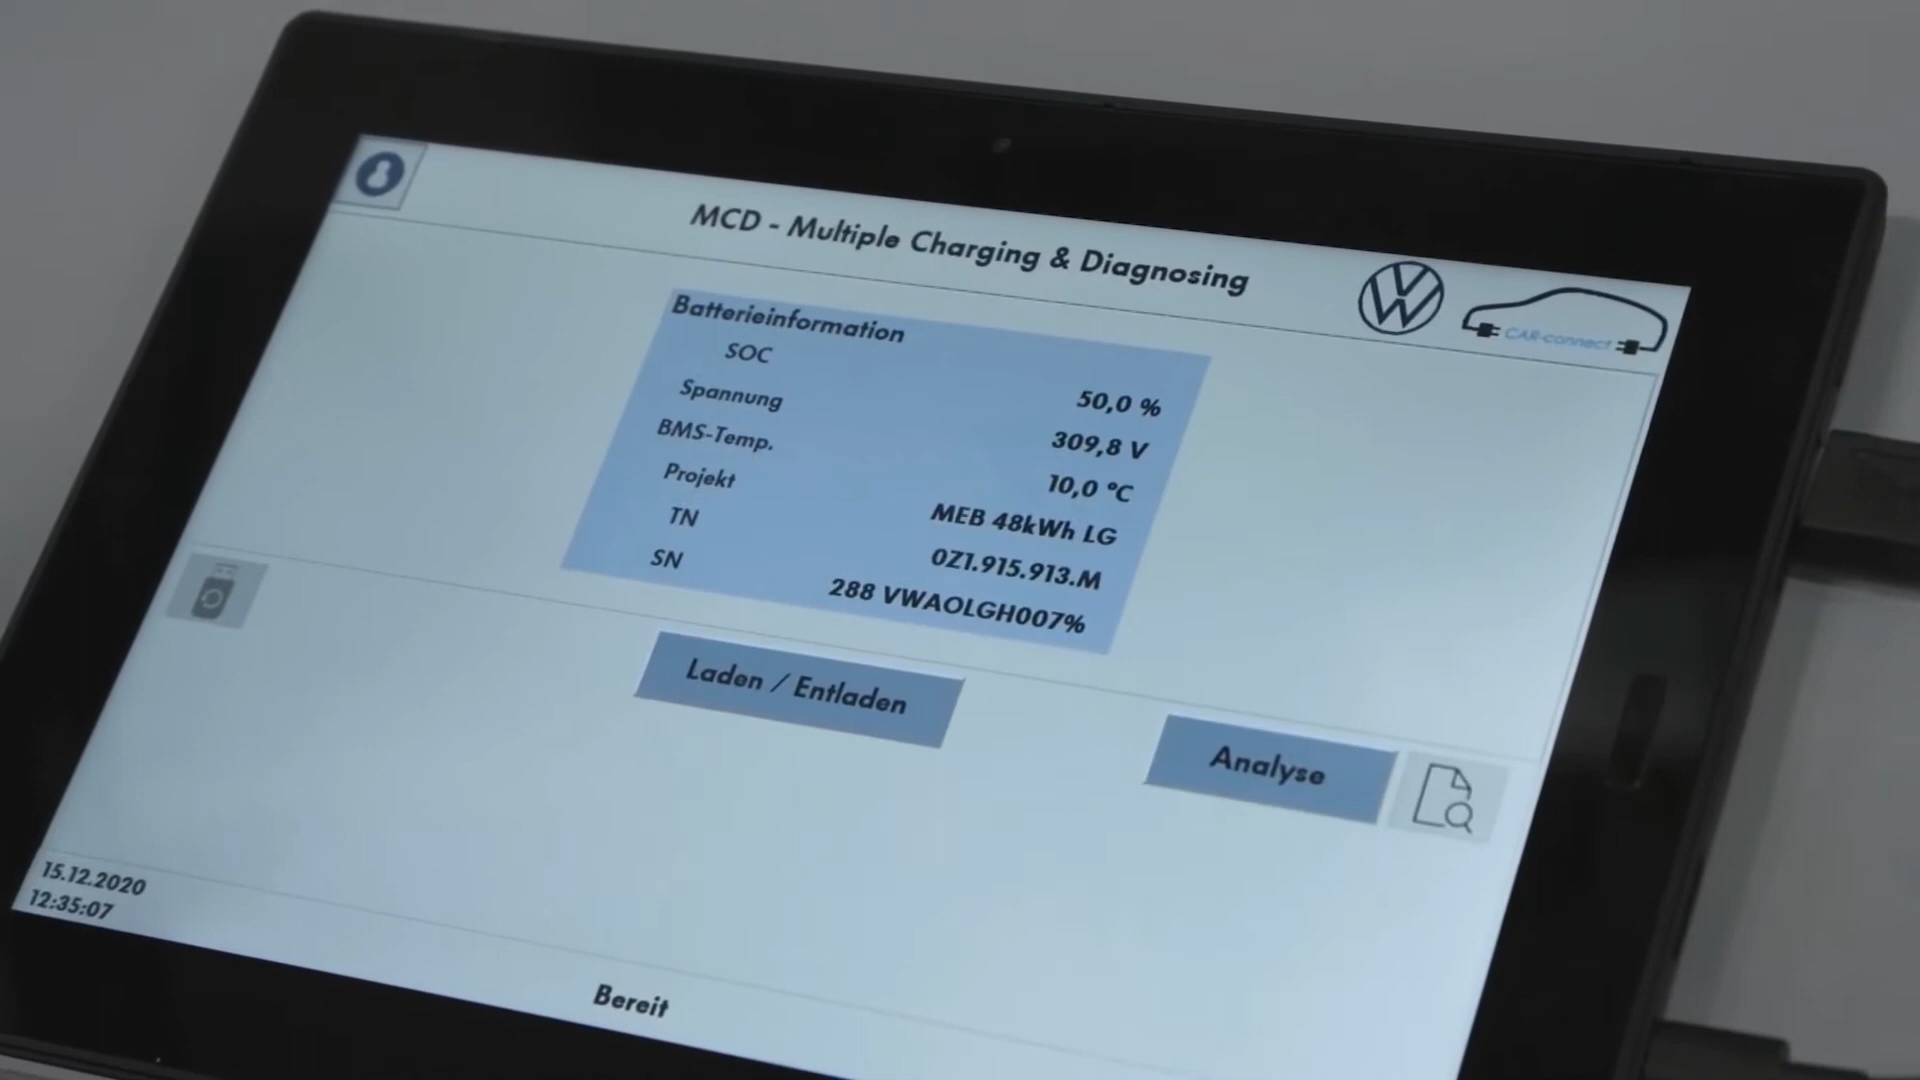 MCD - Multiple Charging & Diagnosing
CAR-connect
Batterieinformation
SOC 50,0 %
Spannung 309,8 V
BMS-Temp. 10,0 °C
Projekt MEB 48kWh LG
TN 0Z1.915.913.M
SN 288 VWAOLGH007%
Laden / Entladen
Analyse
15.12.2020
12:35:07
Bereit